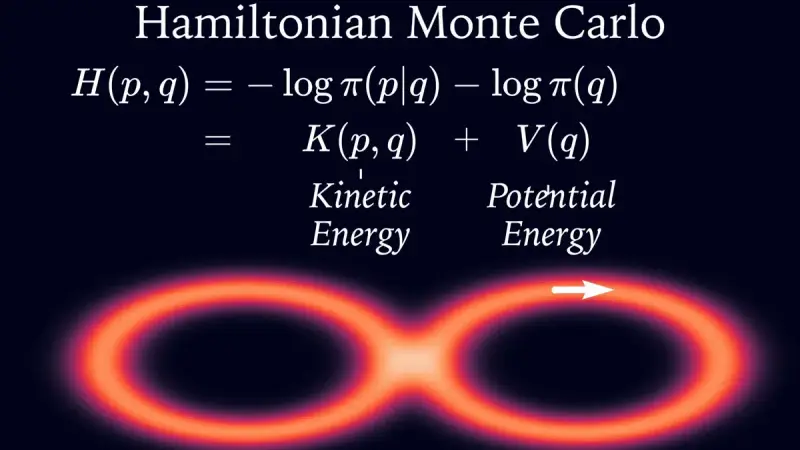 Hamiltonian Monte Carlo
H(p, q) = − log π(p|q) − log π(q)
= K(p, q) + V(q)
Kinetic Potential
Energy Energy